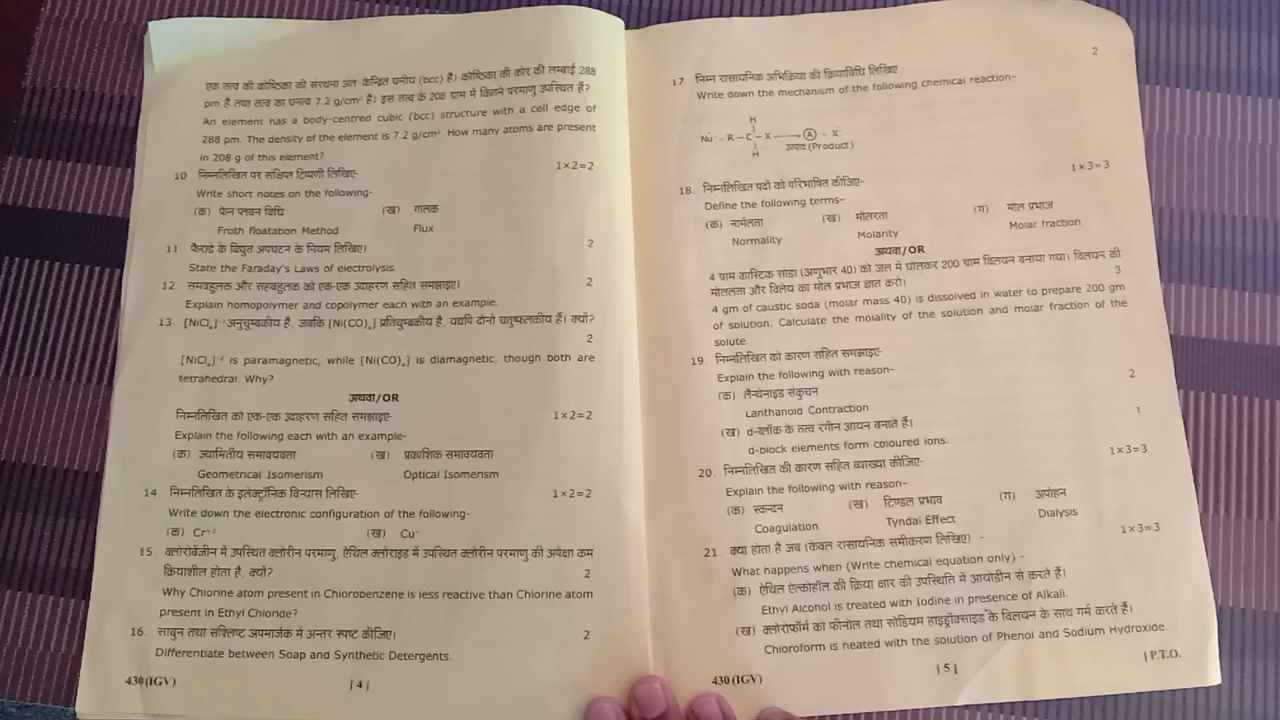 एक तत्व की कोष्ठिका की संरचना अंतः केन्द्रित घनीय (bcc) है। कोष्ठिका की कोर की लम्बाई 288
pm है तथा तत्व का घनत्व 7.2 g/cm³ है। इस तत्व के 208 ग्राम में कितने परमाणु उपस्थित हैं?
An element has a body-centred cubic (bcc) structure with a cell edge of
288 pm. The density of the element is 7.2 g/cm³. How many atoms are present
in 208 g of this element?
10. निम्नलिखित पर संक्षिप्त टिप्पणी लिखिए- 1×2=2
Write short notes on the following-
(क) फेन प्लवन विधि (ख) गालक
Froth floatation Method Flux
11. फैराडे के विद्युत अपघटन के नियम लिखिए। 2
State the Faraday's Laws of electrolysis.
12. समबहुलक और सहबहुलक को एक-एक उदाहरण सहित समझाइए। 2
Explain homopolymer and copolymer each with an example.
13. [NiCl₄]⁻² अनुचुम्बकीय है, जबकि [Ni(CO)₄] प्रतिचुम्बकीय है, यद्यपि दोनो चतुष्फलकीय हैं। क्यों?
2
[NiCl₄]⁻² is paramagnetic, while [Ni(CO)₄] is diamagnetic, though both are
tetrahedral. Why?
अथवा/OR
निम्नलिखित को एक-एक उदाहरण सहित समझाइए- 1×2=2
Explain the following each with an example-
(क) ज्यामितीय समावयवता (ख) प्रकाशिक समावयवता
Geometrical Isomerism Optical Isomerism
14. निम्नलिखित के इलेक्ट्रॉनिक विन्यास लिखिए- 1×2=2
Write down the electronic configuration of the following-
(क) Cr⁺³ (ख) Cu⁺
15. क्लोरोबेंजीन में उपस्थित क्लोरीन परमाणु, ऐथिल क्लोराइड में उपस्थित क्लोरीन परमाणु की अपेक्षा कम
क्रियाशील होता है, क्यों? 2
Why Chlorine atom present in Chlorobenzene is less reactive than Chlorine atom
present in Ethyl Chloride?
16. साबुन तथा संश्लिष्ट अपमार्जक में अन्तर स्पष्ट कीजिए। 2
Differentiate between Soap and Synthetic Detergents.
430(IGV) [4]
2
17. निम्न रासायनिक अभिक्रिया की क्रियाविधि लिखिए
Write down the mechanism of the following chemical reaction-
H
Nu: + R – C – X ⟶ (A) + X:
उत्पाद (Product)
H
1×3=3
18. निम्नलिखित पदों को परिभाषित कीजिए-
Define the following terms-
(क) नार्मलता (ख) मोलरता (ग) मोल प्रभाज
Normality Molarity Molar fraction
अथवा/OR
4 ग्राम कास्टिक सोडा (अणुभार 40) को जल में घोलकर 200 ग्राम विलयन बनाया गया। विलयन की
मोललता और विलेय का मोल प्रभाज ज्ञात करो। 3
4 gm of caustic soda (molar mass 40) is dissolved in water to prepare 200 gm
of solution. Calculate the molality of the solution and molar fraction of the
solute.
19. निम्नलिखित को कारण सहित समझाइए-
Explain the following with reason-
(क) लैन्थेनाइड संकुचन 2
Lanthanoid Contraction
(ख) d-ब्लॉक के तत्व रंगीन आयन बनाते हैं। 1
d-block elements form coloured ions.
20. निम्नलिखित की कारण सहित व्याख्या कीजिए- 1×3=3
Explain the following with reason-
(क) स्कन्दन (ख) टिण्डल प्रभाव (ग) अपोहन
Coagulation Tyndal Effect Dialysis
21. क्या होता है जब (केवल रासायनिक समीकरण लिखिए) - 1×3=3
What happens when (Write chemical equation only) -
(क) ऐथिल ऐल्कोहॉल की क्रिया क्षार की उपस्थिति में आयोडीन से करते हैं।
Ethyl Alcohol is treated with Iodine in presence of Alkali.
(ख) क्लोरोफॉर्म को फीनोल तथा सोडियम हाइड्रॉक्साइड के विलयन के साथ गर्म करते हैं।
Chloroform is heated with the solution of Phenol and Sodium Hydroxide.
430(IGV) [5] [P.T.O.